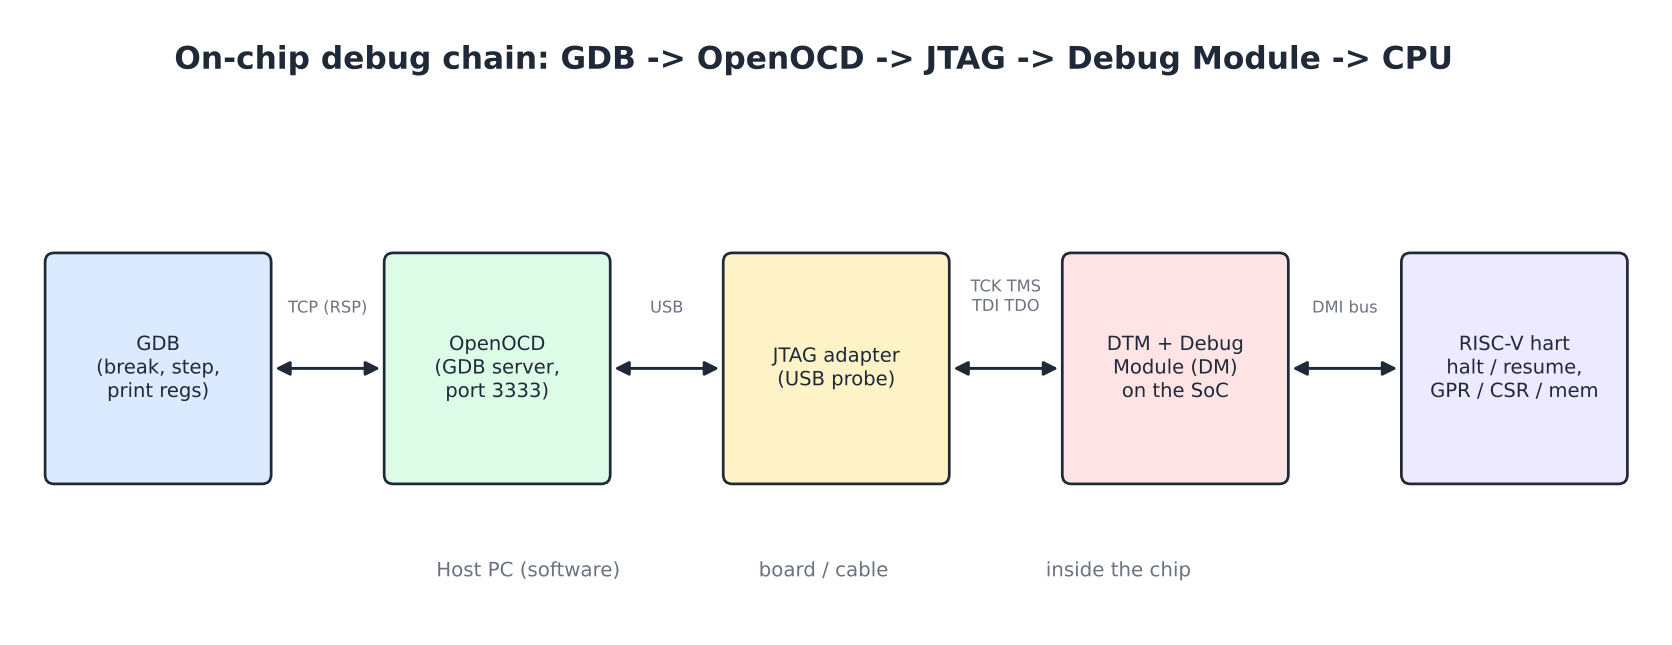 On-chip debug chain: GDB -> OpenOCD -> JTAG -> Debug Module -> CPU
GDB
(break, step,
print regs)
TCP (RSP)
OpenOCD
(GDB server,
port 3333)
USB
JTAG adapter
(USB probe)
TCK TMS
TDI TDO
DTM + Debug
Module (DM)
on the SoC
DMI bus
RISC-V hart
halt / resume,
GPR / CSR / mem
Host PC (software)
board / cable
inside the chip